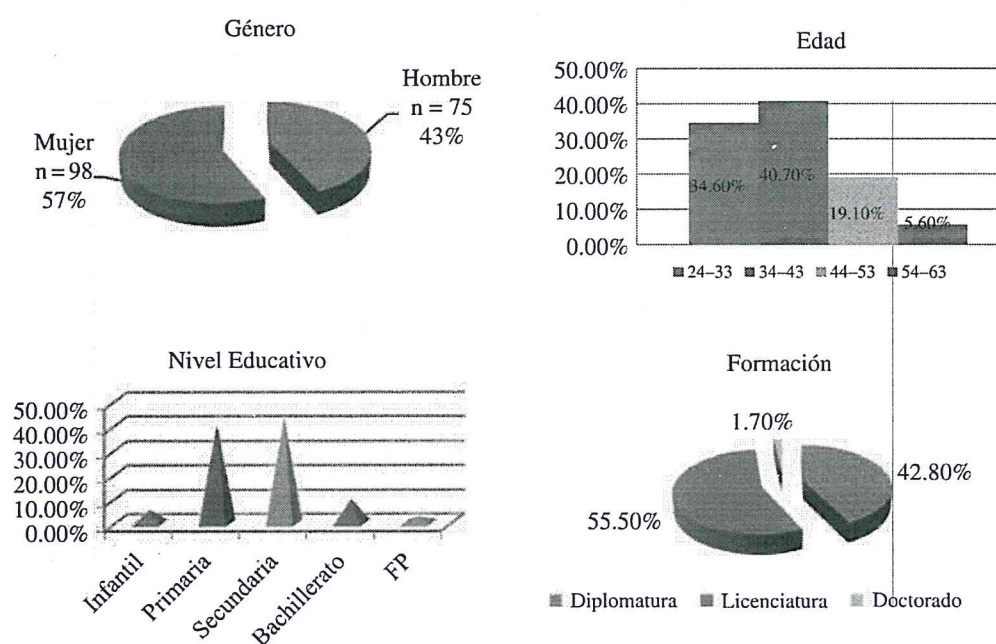 Género
Hombre
n = 75
43%
Mujer
n = 98
57%
Edad
50.00%
40.00%
30.00%
20.00%
10.00%
0.00%
34.60%
40.70%
19.10%
5.60%
24–33 34–43 44–53 54–63
Nivel Educativo
50.00%
40.00%
30.00%
20.00%
10.00%
0.00%
Infantil
Primaria
Secundaria
Bachillerato
FP
Formación
1.70%
42.80%
55.50%
Diplomatura Licenciatura Doctorado